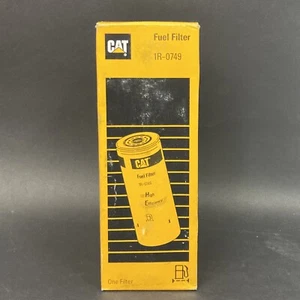 CAT
Fuel Filter
1R-0749
CAT
Fuel Filter
High
Efficiency
One Filter